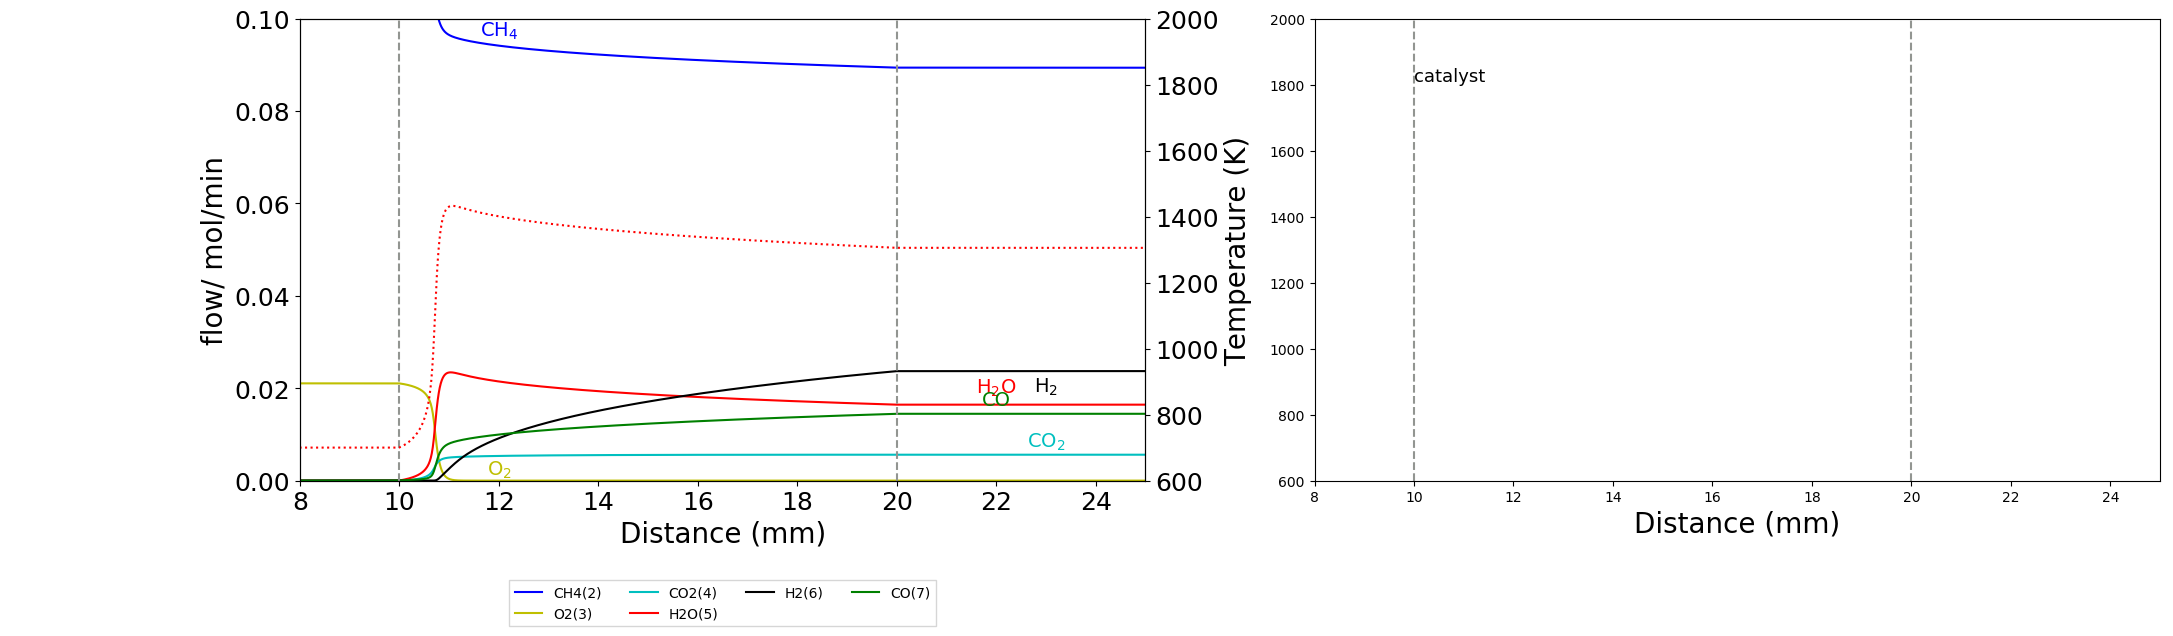 0.10
0.08
0.06
0.04
0.02
0.00
flow/ mol/min
8 10 12 14 16 18 20 22 24
Distance (mm)
2000
1800
1600
1400
1200
1000
800
600
Temperature (K)
CH₄
H₂O
H₂
CO
CO₂
O₂
CH4(2) CO2(4) H2(6) CO(7)
O2(3) H2O(5)
2000
1800
1600
1400
1200
1000
800
600
catalyst
8 10 12 14 16 18 20 22 24
Distance (mm)